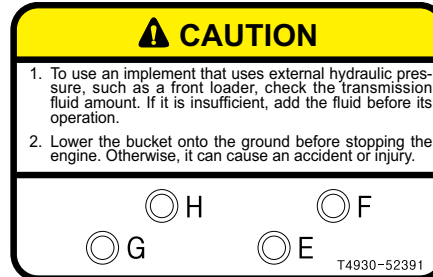 CAUTION
1. To use an implement that uses external hydraulic pres-
sure, such as a front loader, check the transmission
fluid amount. If it is insufficient, add the fluid before its
operation.
2. Lower the bucket onto the ground before stopping the
engine. Otherwise, it can cause an accident or injury.
H F
G E
T4930-52391